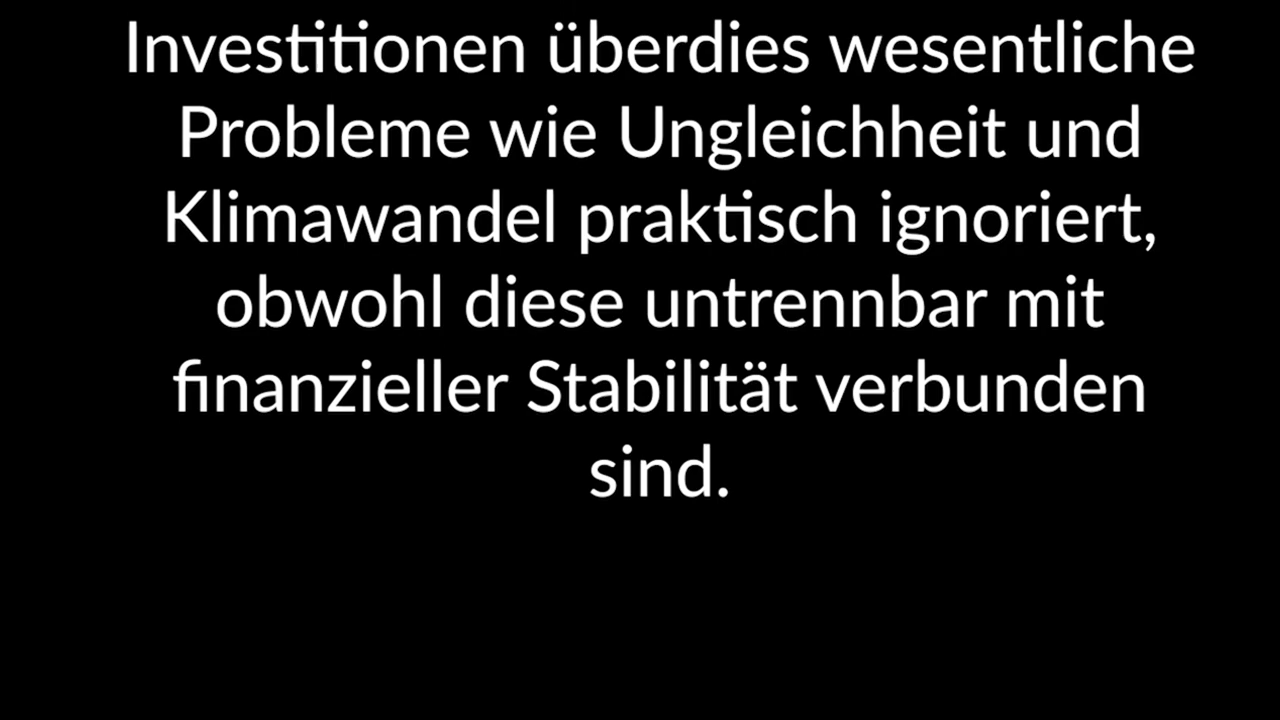 Investitionen überdies wesentliche
Probleme wie Ungleichheit und
Klimawandel praktisch ignoriert,
obwohl diese untrennbar mit
finanzieller Stabilität verbunden
sind.